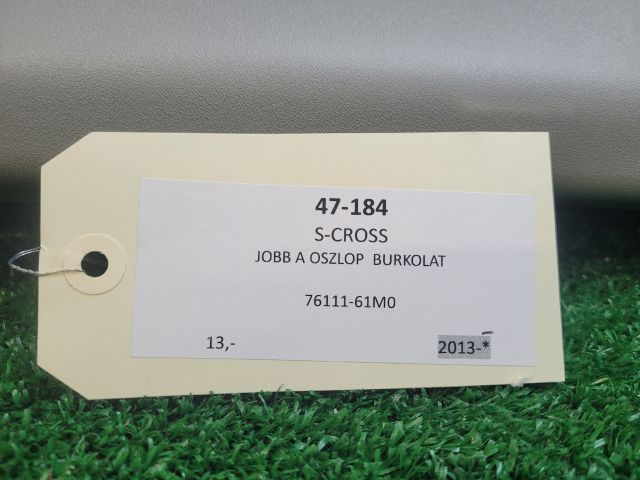 47-184
S-CROSS
JOBB A OSZLOP BURKOLAT
76111-61M0
13,- 2013-*